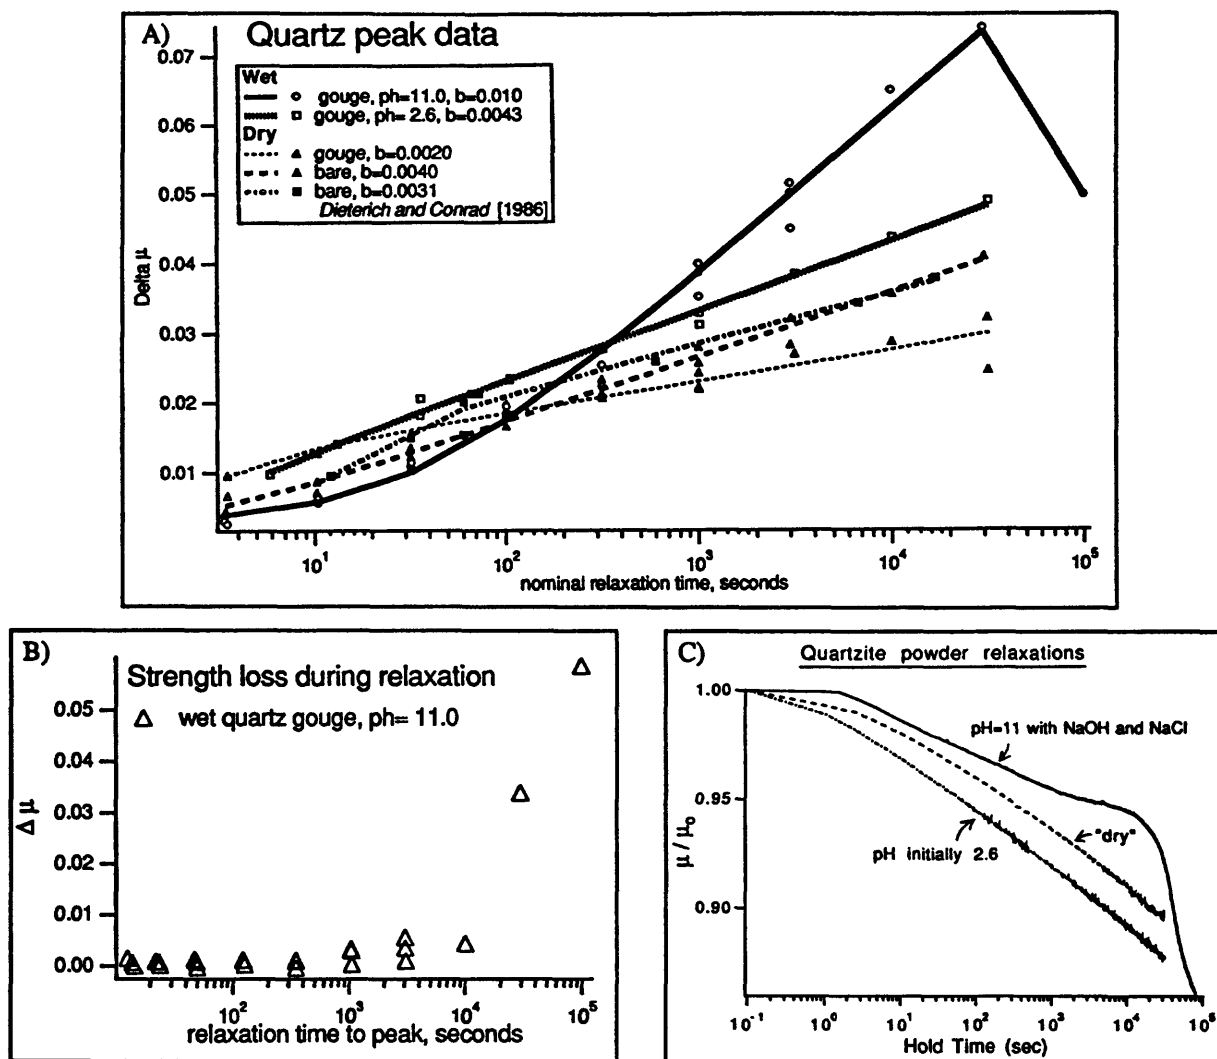 A) Quartz peak data
Wet
gouge, ph=11.0, b=0.010
gouge, ph= 2.6, b=0.0043
Dry
gouge, b=0.0020
bare, b=0.0040
bare, b=0.0031
Dieterich and Conrad [1986]
0.07
0.06
0.05
0.04
0.03
0.02
0.01
Delta μ
10¹ 10² 10³ 10⁴ 10⁵
nominal relaxation time, seconds
B)
Strength loss during relaxation
wet quartz gouge, ph= 11.0
0.05
0.04
0.03
0.02
0.01
0.00
Δ μ
10² 10³ 10⁴ 10⁵
relaxation time to peak, seconds
C) Quartzite powder relaxations
1.00
0.95
0.90
μ / μ₀
pH=11 with NaOH and NaCl
"dry"
pH initially 2.6
10⁻¹ 10⁰ 10¹ 10² 10³ 10⁴ 10⁵
Hold Time (sec)